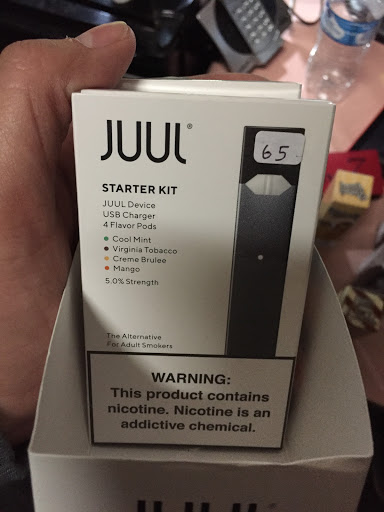 JUUL®
65
STARTER KIT
JUUL Device
USB Charger
4 Flavor Pods
Cool Mint
Virginia Tobacco
Creme Brulee
Mango
5.0% Strength
The Alternative
For Adult Smokers
WARNING:
This product contains
nicotine. Nicotine is an
addictive chemical.
JUUL